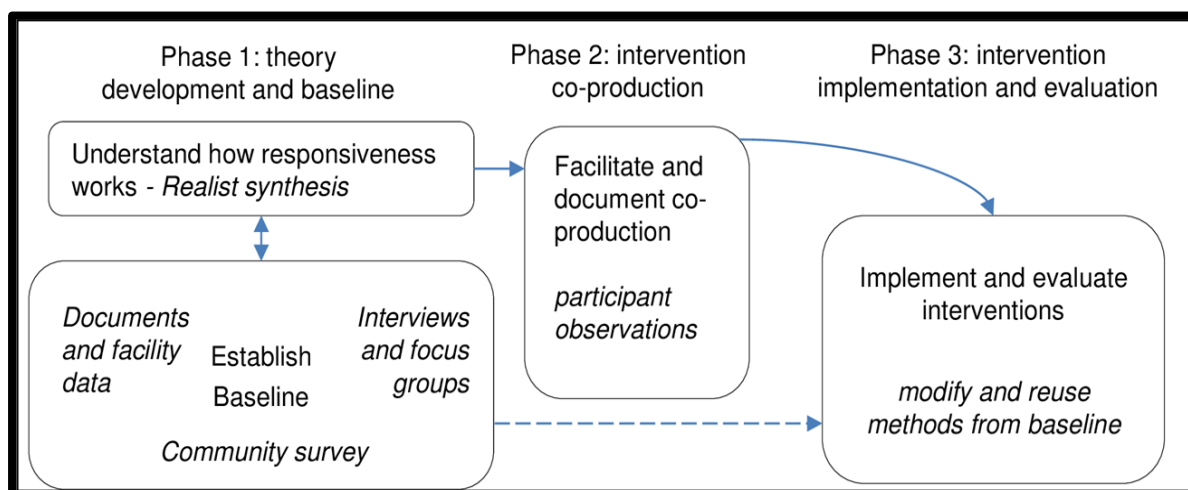 Phase 1: theory
development and baseline
Phase 2: intervention
co-production
Phase 3: intervention
implementation and evaluation
Understand how responsiveness
works - Realist synthesis
Documents
and facility
data
Establish
Baseline
Interviews
and focus
groups
Community survey
Facilitate and
document co-
production
participant
observations
Implement and evaluate
interventions
modify and reuse
methods from baseline